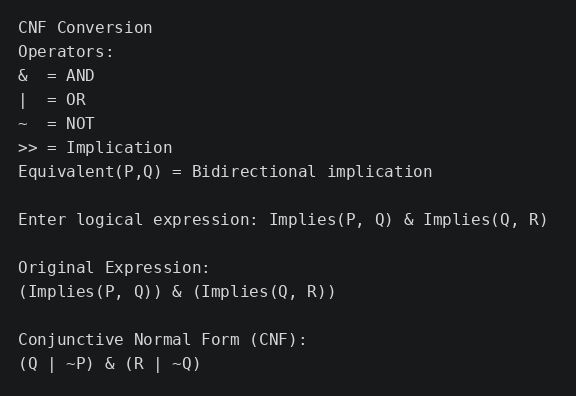 CNF Conversion
Operators:
&  = AND
|  = OR
~  = NOT
>> = Implication
Equivalent(P,Q) = Bidirectional implication
Enter logical expression: Implies(P, Q) & Implies(Q, R)
Original Expression:
(Implies(P, Q)) & (Implies(Q, R))
Conjunctive Normal Form (CNF):
(Q | ~P) & (R | ~Q)